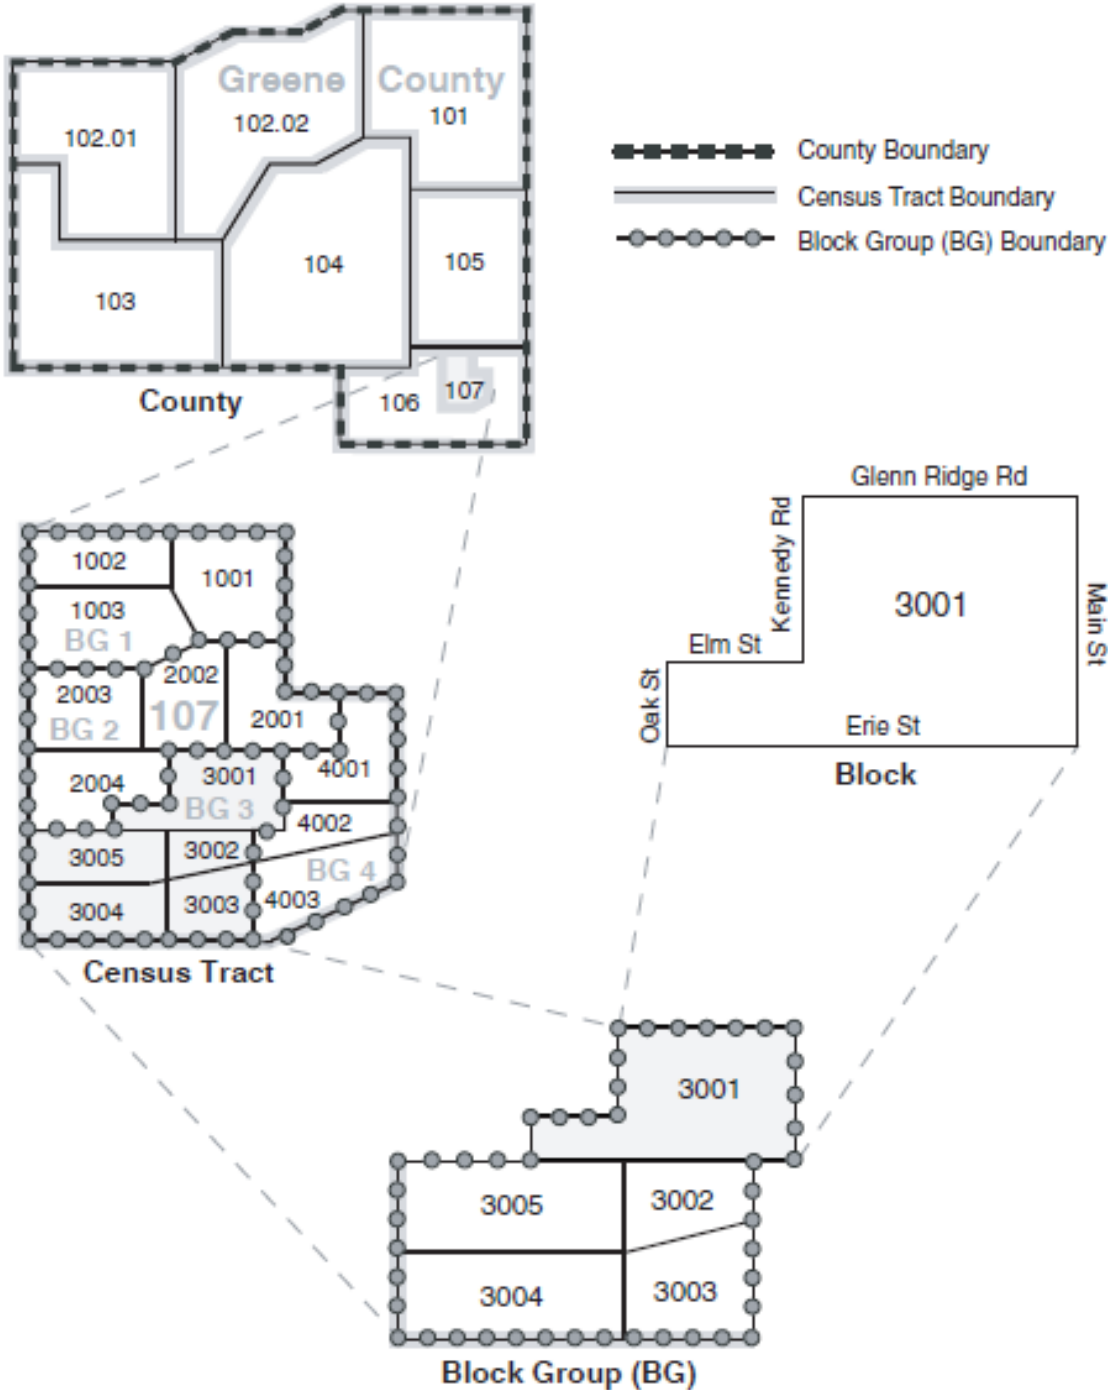 Greene County
102.01
102.02
101
103
104
105
106
107
County
County Boundary
Census Tract Boundary
Block Group (BG) Boundary
1002
1001
1003
BG 1
2003
2002
BG 2
107
2001
2004
3001
4001
BG 3
4002
3005
3002
BG 4
3004
3003
4003
Census Tract
Glenn Ridge Rd
Kennedy Rd
3001
Main St
Elm St
Oak St
Erie St
Block
3001
3005
3002
3004
3003
Block Group (BG)